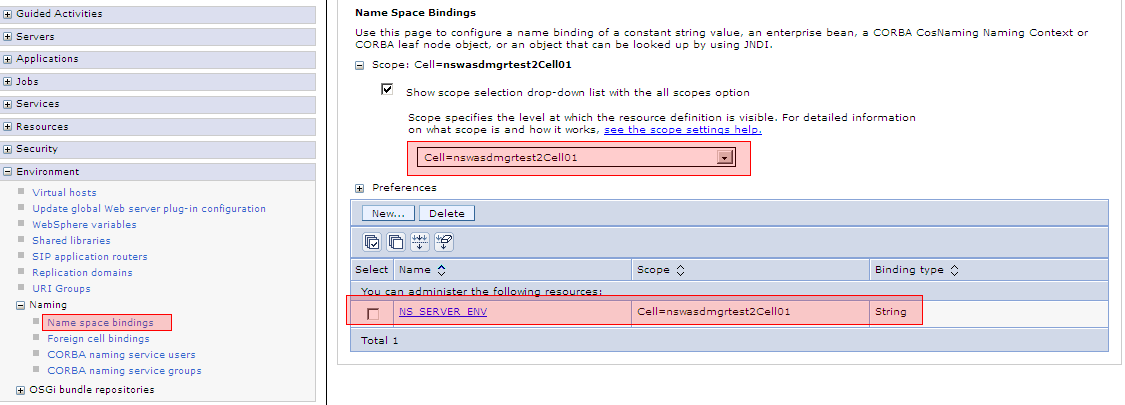 Guided Activities
Servers
Applications
Jobs
Services
Resources
Security
Environment
Virtual hosts
Update global Web server plug-in configuration
WebSphere variables
Shared libraries
SIP application routers
Replication domains
URI Groups
Naming
Name space bindings
Foreign cell bindings
CORBA naming service users
CORBA naming service groups
OSGi bundle repositories
Name Space Bindings
Use this page to configure a name binding of a constant string value, an enterprise bean, a CORBA CosNaming Naming Context or
CORBA leaf node object, or an object that can be looked up by using JNDI.
Scope: Cell=nswasdmgrtest2Cell01
Show scope selection drop-down list with the all scopes option
Scope specifies the level at which the resource definition is visible. For detailed information
on what scope is and how it works, see the scope settings help.
Cell=nswasdmgrtest2Cell01
Preferences
New... Delete
Select Name Scope Binding type
You can administer the following resources:
NS_SERVER_ENV Cell=nswasdmgrtest2Cell01 String
Total 1